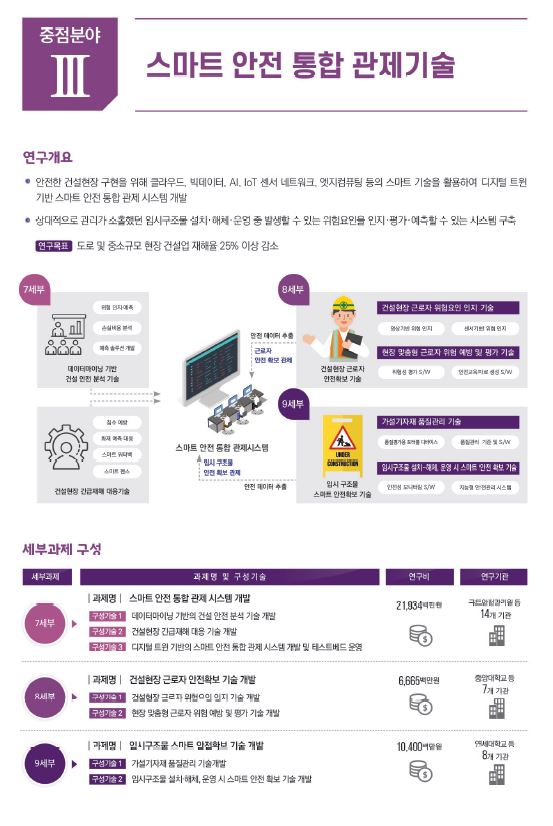 중점분야
Ⅲ
스마트 안전 통합 관제기술
연구개요
• 안전한 건설현장 구현을 위해 클라우드, 빅데이터, AI, IoT 센서 네트워크, 엣지컴퓨팅 등의 스마트 기술을 활용하여 디지털 트윈
기반 스마트 안전 통합 관제 시스템 개발
• 상대적으로 관리가 소홀했던 임시구조물 설치·해체·운영 중 발생할 수 있는 위험요인을 인지·평가·예측할 수 있는 시스템 구축
연구목표 도로 및 중소규모 현장 건설업 재해율 25% 이상 감소
7세부
위험 인지·예측
손실비용 분석
예측 솔루션 개발
데이터마이닝 기반
건설 안전 분석 기술
침수 예방
화재 예측·대응
스마트
스마트 펜스
건설현장 긴급재해 대응기술
스마트 안전 통합 관제시스템
안전 데이터 추출
근로자
안전 확보 관제
임시 구조물
안전 확보 관제
안전 데이터 추출
8세부
건설현장 근로자
안전확보 기술
건설현장 근로자 위험요인 인지 기술
영상기반 위험 인지
센서기반 위험 인지
현장 맞춤형 근로자 위험 예방 및 평가 기술
위험성 평가 S/W
안전교육자료 생성 S/W
9세부
UNDER
CONSTRUCTION
임시 구조물
스마트 안전확보 기술
가설기자재 품질관리 기술
품질관리 기준 및 S/W
임시구조물 설치·해체, 운영 시 스마트 안전 확보 기술
안전성 모니터링 S/W
지능형 안전관리 시스템
세부과제 구성
세부과제
과제명 및 구성기술
연구비
연구기관
7세부
|과제명| 스마트 안전 통합 관제 시스템 개발
구성기술 1 데이터마이닝 기반의 건설 안전 분석 기술 개발
구성기술 2 건설현장 긴급재해 대응 기술 개발
구성기술 3 디지털 트윈 기반의 스마트 안전 통합 관제 시스템 개발 및 테스트베드 운영
21,934백만원
등
14개 기관
8세부
|과제명| 건설현장 근로자 안전확보 기술 개발
구성기술 1 건설현장 근로자 위험요인 인지 기술 개발
구성기술 2 현장 맞춤형 근로자 위험 예방 및 평가 기술 개발
6,665백만원
중앙대학교 등
7개 기관
9세부
|과제명| 임시구조물 스마트 안전확보 기술 개발
구성기술 1 가설기자재 품질관리 기술개발
구성기술 2 임시구조물 설치·해체, 운영 시 스마트 안전 확보 기술 개발
10,400백만원
연세대학교 등
8개 기관